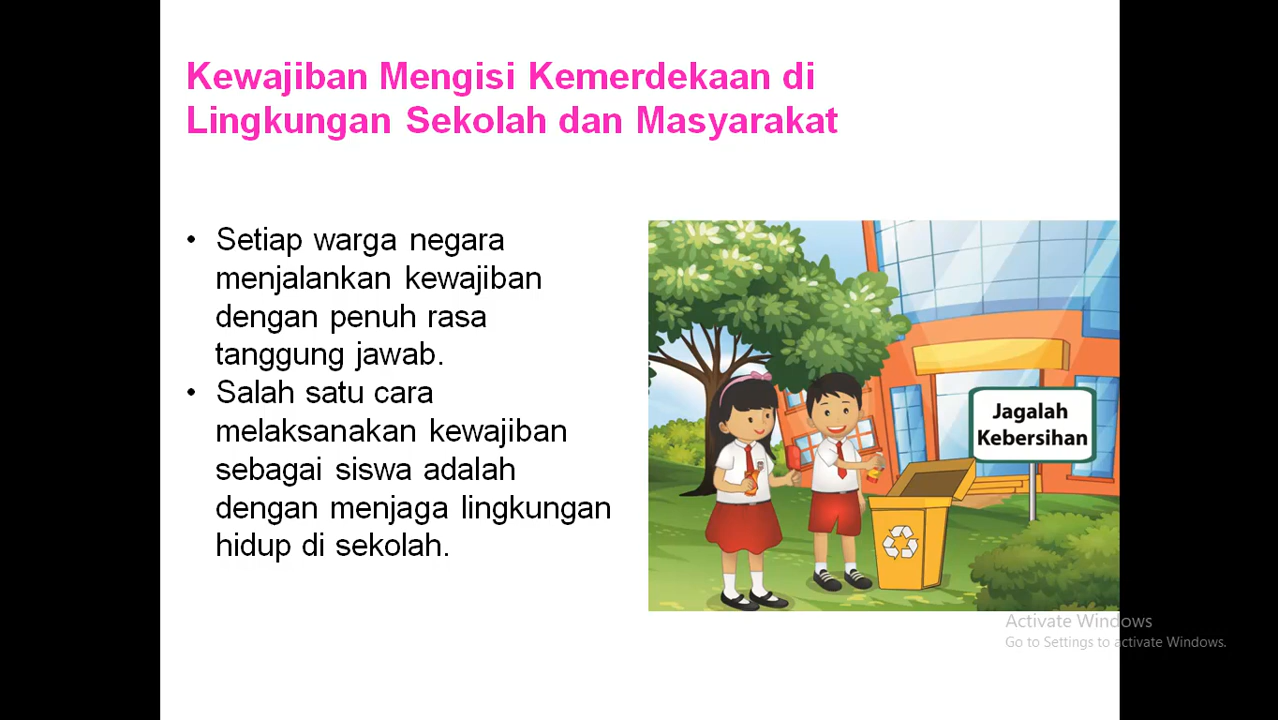 Kewajiban Mengisi Kemerdekaan di
Lingkungan Sekolah dan Masyarakat
• Setiap warga negara
menjalankan kewajiban
dengan penuh rasa
tanggung jawab.
• Salah satu cara
melaksanakan kewajiban
sebagai siswa adalah
dengan menjaga lingkungan
hidup di sekolah.
Jagalah
Kebersihan
Activate Windows
Go to Settings to activate Windows.